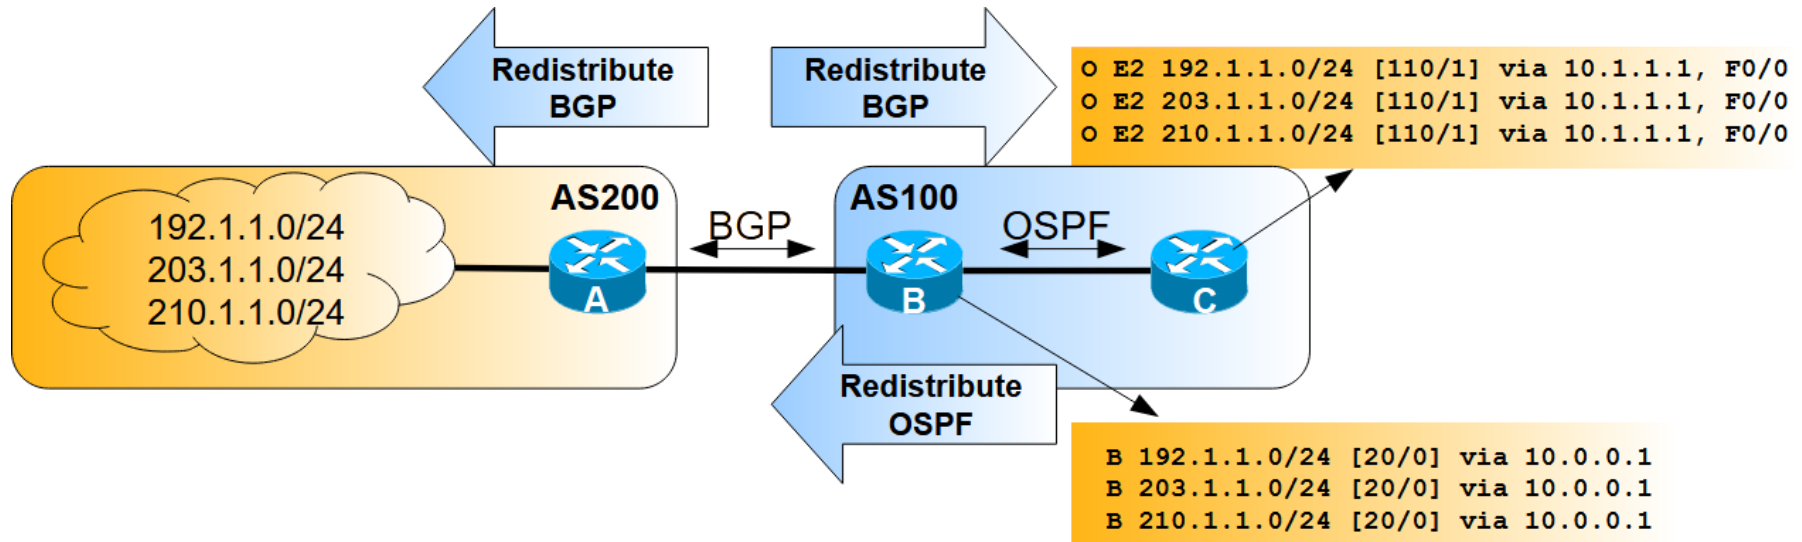 Redistribute
BGP
Redistribute
BGP
O E2 192.1.1.0/24 [110/1] via 10.1.1.1, F0/0
O E2 203.1.1.0/24 [110/1] via 10.1.1.1, F0/0
O E2 210.1.1.0/24 [110/1] via 10.1.1.1, F0/0
192.1.1.0/24
203.1.1.0/24
210.1.1.0/24
AS200
A
BGP
AS100
B
OSPF
C
Redistribute
OSPF
B 192.1.1.0/24 [20/0] via 10.0.0.1
B 203.1.1.0/24 [20/0] via 10.0.0.1
B 210.1.1.0/24 [20/0] via 10.0.0.1